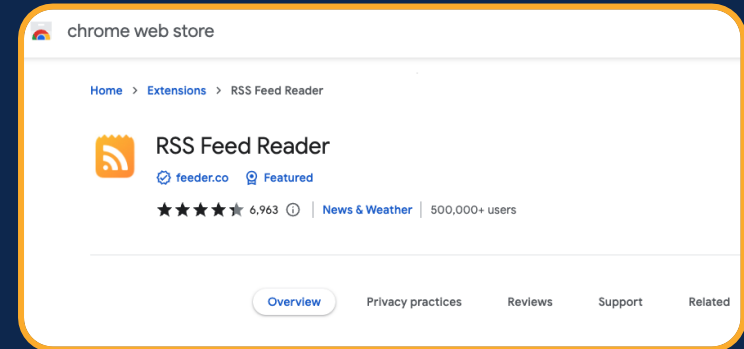 chrome web store
Home > Extensions > RSS Feed Reader
RSS Feed Reader
feeder.co Featured
6,963 News & Weather 500,000+ users
Overview Privacy practices Reviews Support Related